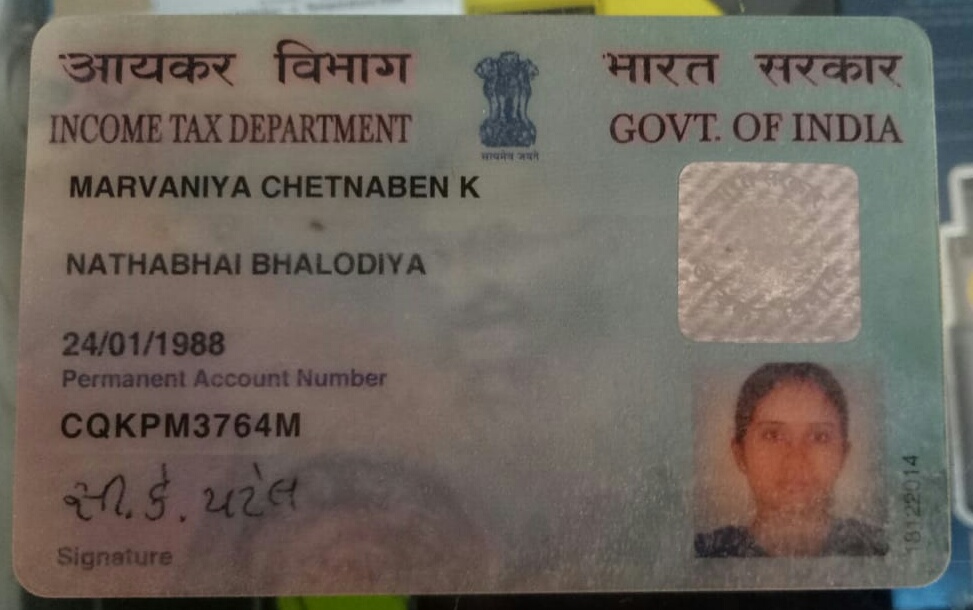 आयकर विभाग
भारत सरकार
INCOME TAX DEPARTMENT
GOVT. OF INDIA
सत्यमेव जयते
MARVANIYA CHETNABEN K
NATHABHAI BHALODIYA
24/01/1988
Permanent Account Number
CQKPM3764M
સી. કે. પટેલ
Signature
18122014